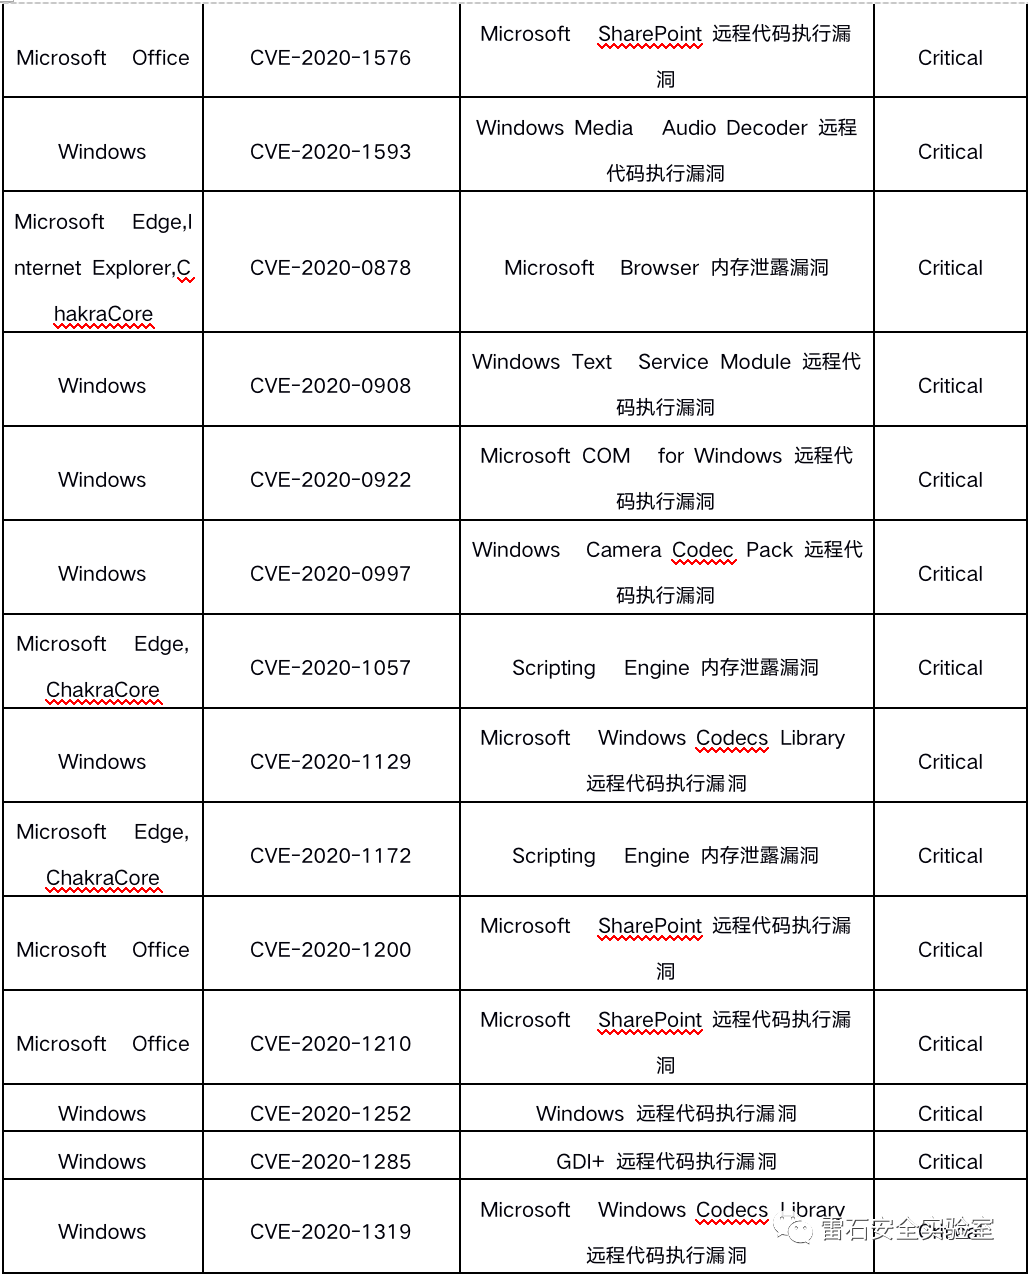 Microsoft Office
CVE-2020-1576
Microsoft SharePoint 远程代码执行漏
洞
Critical
Windows
CVE-2020-1593
Windows Media Audio Decoder 远程
代码执行漏洞
Critical
Microsoft Edge,I
nternet Explorer,C
hakraCore
CVE-2020-0878
Microsoft Browser 内存泄露漏洞
Critical
Windows
CVE-2020-0908
Windows Text Service Module 远程代
码执行漏洞
Critical
Windows
CVE-2020-0922
Microsoft COM for Windows 远程代
码执行漏洞
Critical
Windows
CVE-2020-0997
Windows Camera Codec Pack 远程代
码执行漏洞
Critical
Microsoft Edge,
ChakraCore
CVE-2020-1057
Scripting Engine 内存泄露漏洞
Critical
Windows
CVE-2020-1129
Microsoft Windows Codecs Library
远程代码执行漏洞
Critical
Microsoft Edge,
ChakraCore
CVE-2020-1172
Scripting Engine 内存泄露漏洞
Critical
Microsoft Office
CVE-2020-1200
Microsoft SharePoint 远程代码执行漏
洞
Critical
Microsoft Office
CVE-2020-1210
Microsoft SharePoint 远程代码执行漏
洞
Critical
Windows
CVE-2020-1252
Windows 远程代码执行漏洞
Critical
Windows
CVE-2020-1285
GDI+ 远程代码执行漏洞
Critical
Windows
CVE-2020-1319
Microsoft Windows Codecs Library
远程代码执行漏洞
雷石安全实验室